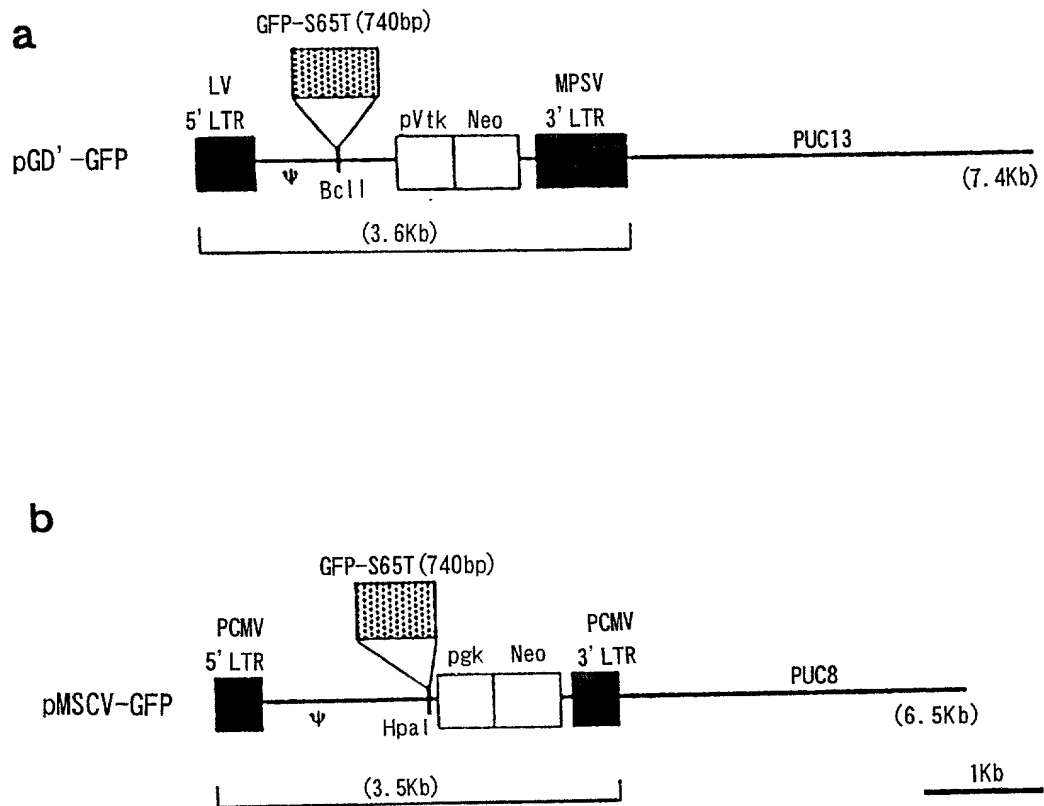 a
GFP-S65T(740bp)
LV
5'LTR
MPSV
3'LTR
pVtk Neo
PUC13
pGD'-GFP
ψ
BclI
(7.4Kb)
(3.6Kb)
b
GFP-S65T(740bp)
PCMV
5'LTR
PCMV
3'LTR
pgk Neo
PUC8
pMSCV-GFP
ψ
HpaI
(6.5Kb)
(3.5Kb)
1Kb